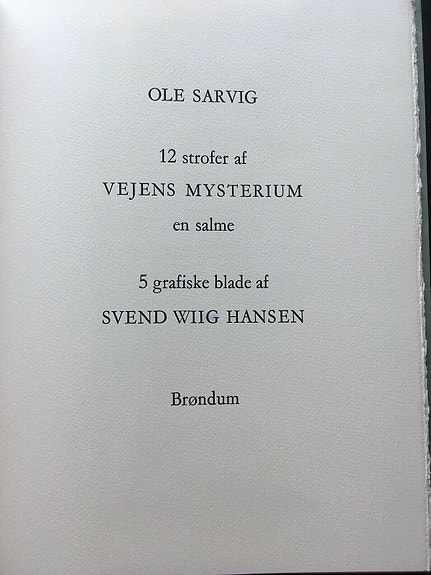 OLE SARVIG
12 strofer af
VEJENS MYSTERIUM
en salme
5 grafiske blade af
SVEND WIIG HANSEN
Brøndum